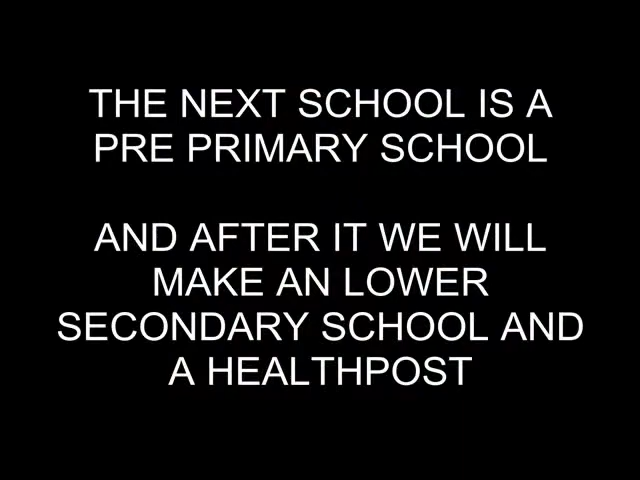 THE NEXT SCHOOL IS A
PRE PRIMARY SCHOOL
AND AFTER IT WE WILL
MAKE AN LOWER
SECONDARY SCHOOL AND
A HEALTHPOST